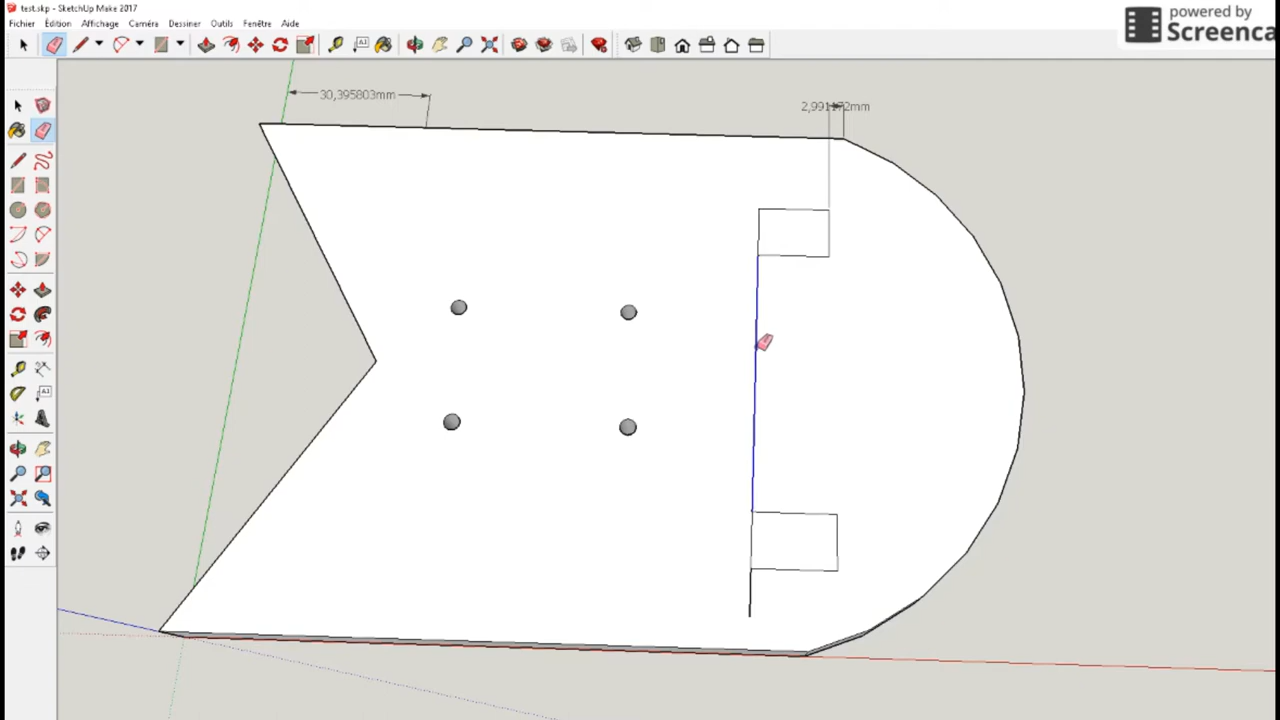 test.skp - SketchUp Make 2017
Fichier Édition Affichage Caméra Dessiner Outils Fenêtre Aide
powered by
Screenca
30,395803mm